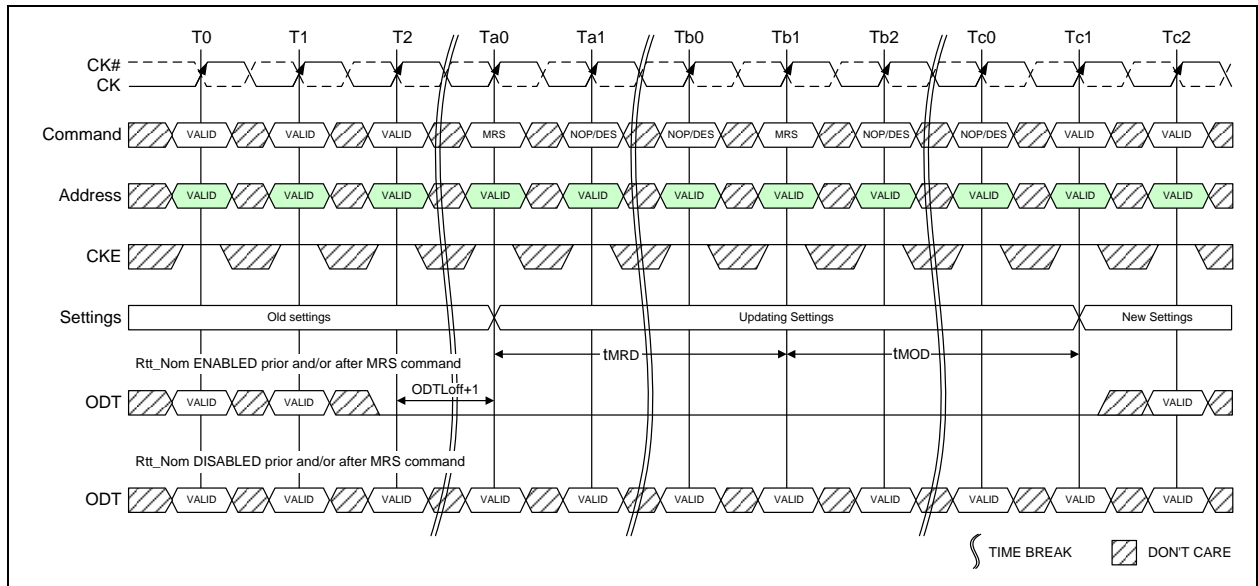 T0 T1 T2 Ta0 Ta1 Tb0 Tb1 Tb2 Tc0 Tc1 Tc2
CK#
CK
Command VALID VALID VALID MRS NOP/DES NOP/DES MRS NOP/DES NOP/DES VALID VALID
Address VALID VALID VALID VALID VALID VALID VALID VALID VALID VALID VALID
CKE
Settings Old settings Updating Settings New Settings
tMRD tMOD
Rtt_Nom ENABLED prior and/or after MRS command
ODTLoff+1
ODT VALID VALID VALID
Rtt_Nom DISABLED prior and/or after MRS command
ODT VALID VALID VALID VALID VALID VALID VALID VALID VALID VALID VALID
TIME BREAK DON'T CARE